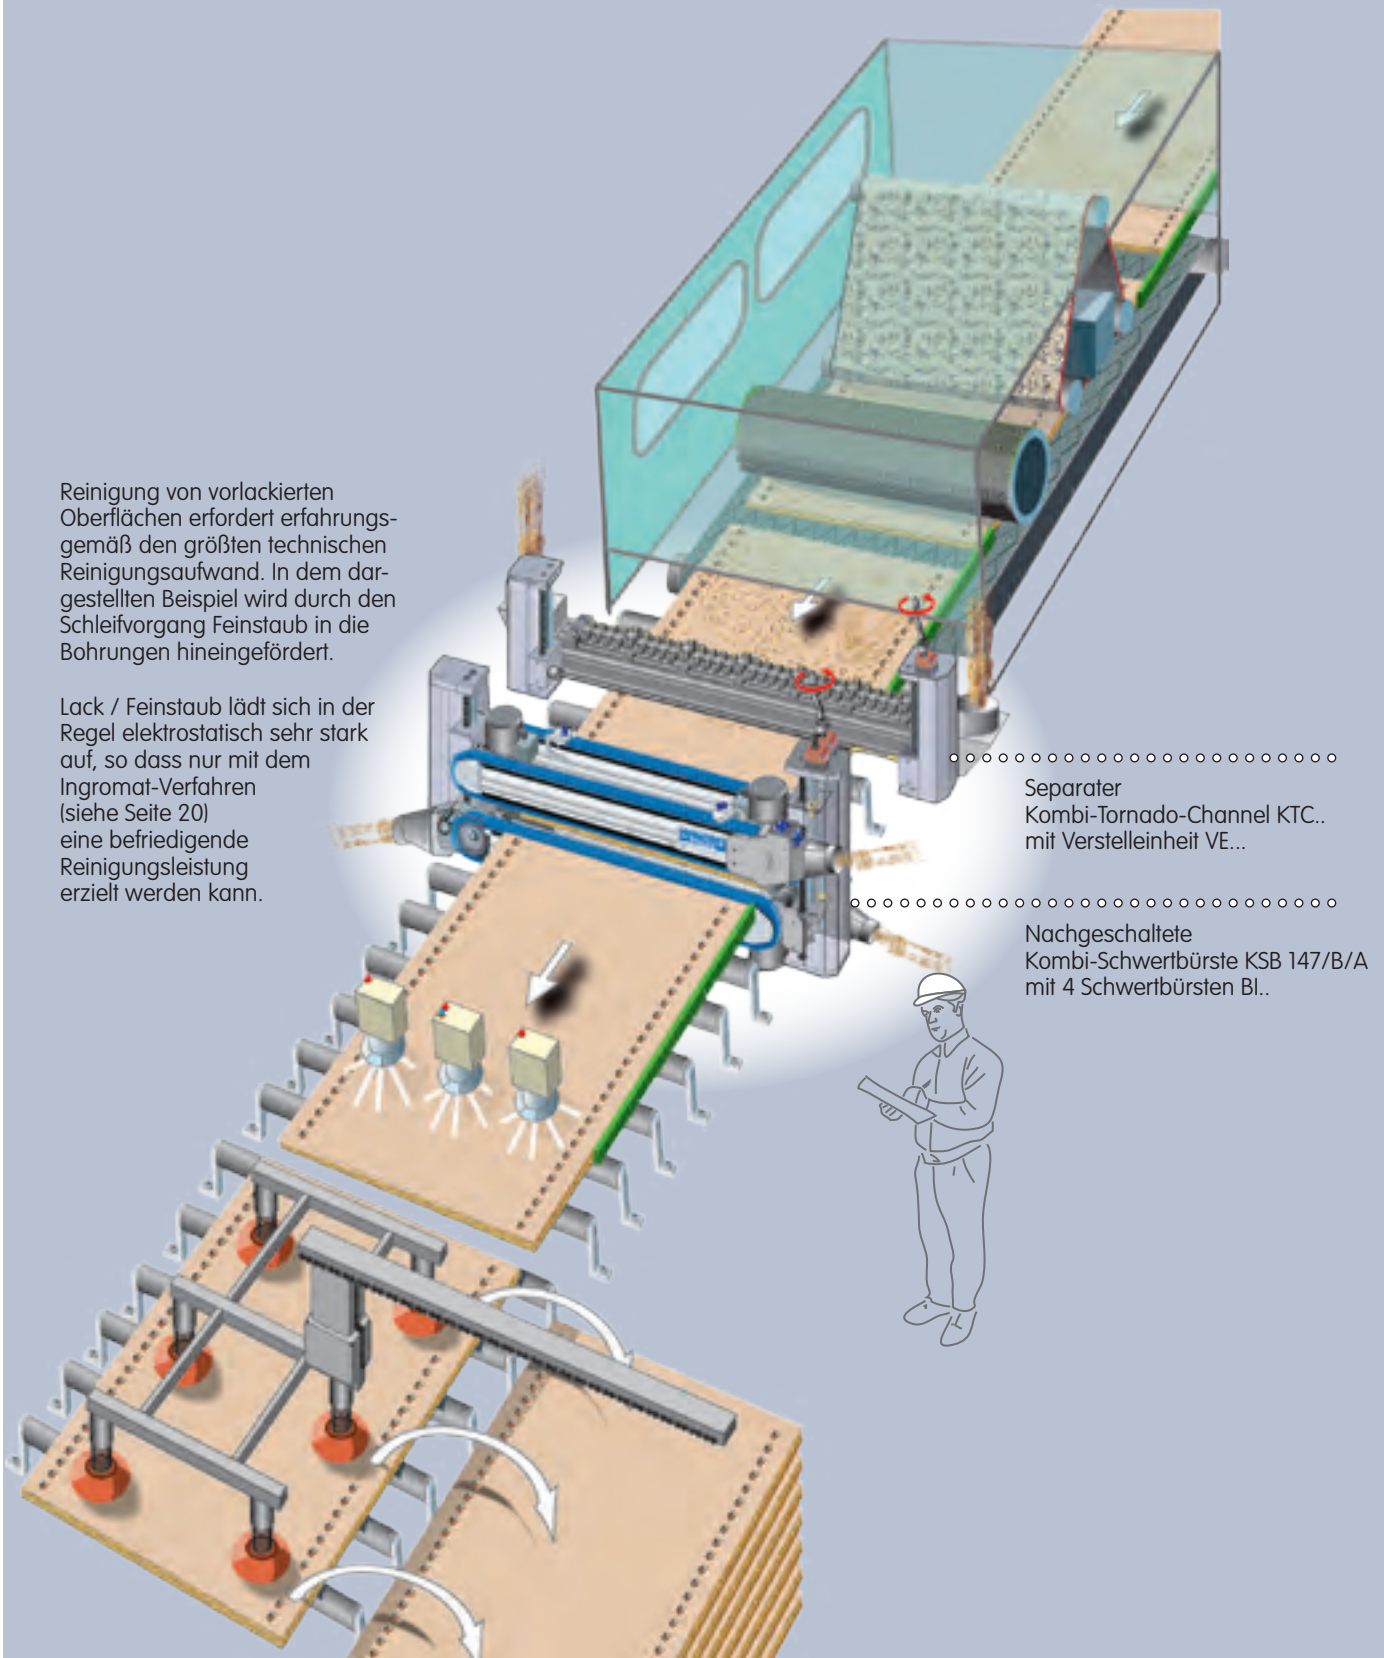 Reinigung von vorlackierten
Oberflächen erfordert erfahrungs-
gemäß den größten technischen
Reinigungsaufwand. In dem dar-
gestellten Beispiel wird durch den
Schleifvorgang Feinstaub in die
Bohrungen hineingefördert.
Lack / Feinstaub lädt sich in der
Regel elektrostatisch sehr stark
auf, so dass nur mit dem
Ingromat-Verfahren
(siehe Seite 20)
eine befriedigende
Reinigungsleistung
erzielt werden kann.
Separater
Kombi-Tornado-Channel KTC..
mit Verstelleinheit VE...
Nachgeschaltete
Kombi-Schwertbürste KSB 147/B/A
mit 4 Schwertbürsten BI..